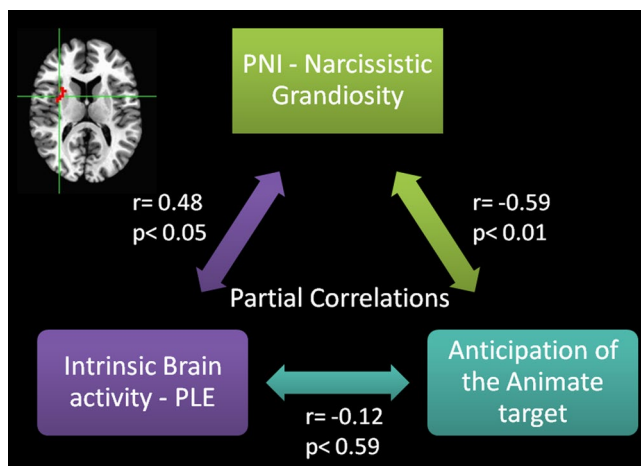 PNI - Narcissistic
Grandiosity
r= 0.48
p< 0.05
r= -0.59
p< 0.01
Partial Correlations
Intrinsic Brain
activity - PLE
Anticipation of
the Animate
target
r= -0.12
p< 0.59